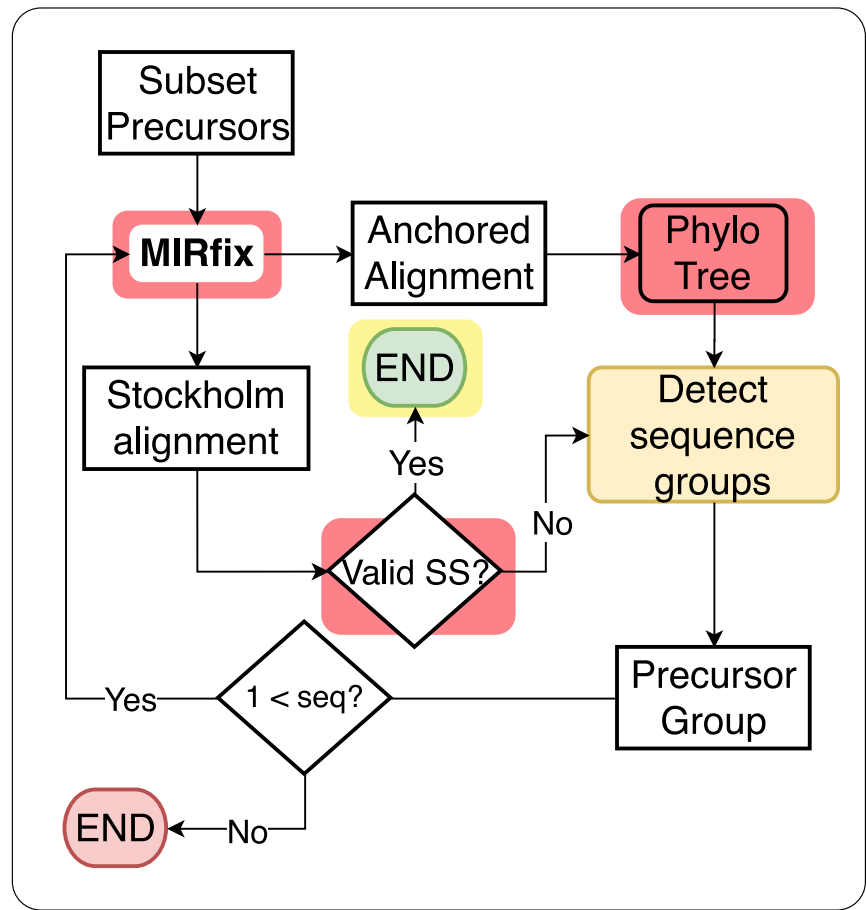 Subset
Precursors
MIRfix
Anchored
Alignment
Phylo
Tree
END
Stockholm
alignment
Detect
sequence
groups
Yes
No
Valid SS?
Precursor
Group
1 < seq?
Yes
END
No